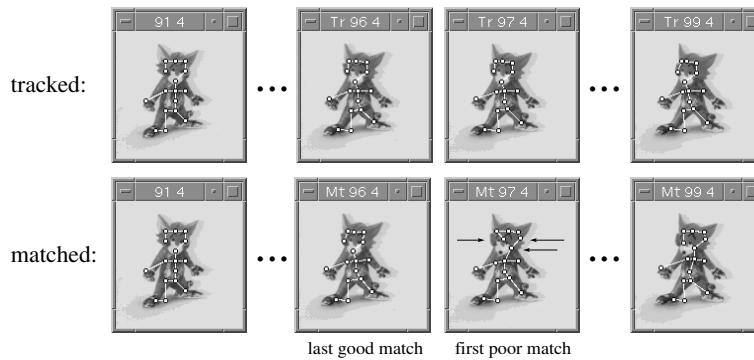 91 4
Tr 96 4
Tr 97 4
Tr 99 4
tracked:
91 4
Mt 96 4
Mt 97 4
Mt 99 4
matched:
last good match
first poor match